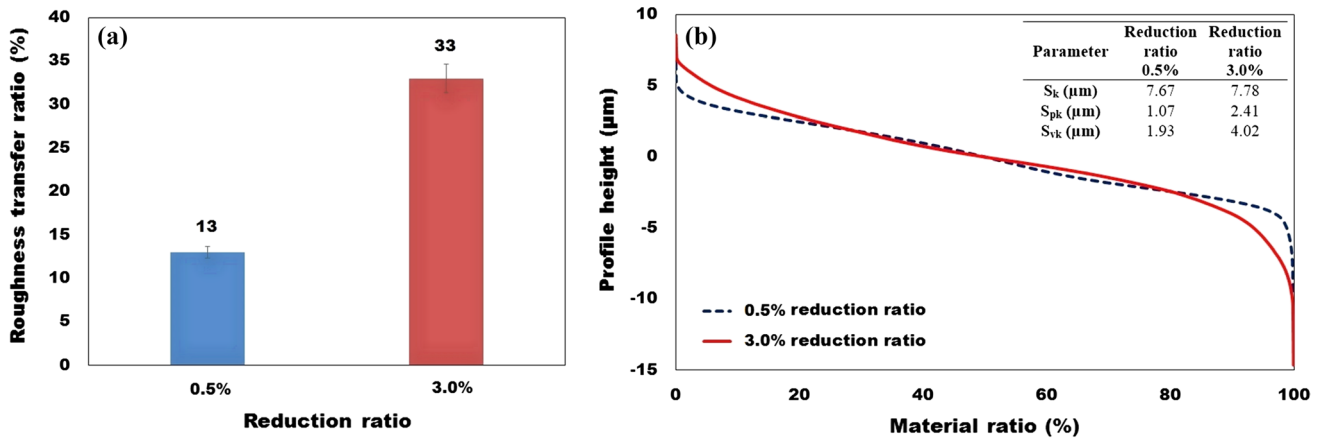 (a)
Roughness transfer ratio (%)
40
35
30
25
20
15
10
5
0
13
33
0.5%
3.0%
Reduction ratio
(b)
Profile height (μm)
10
5
0
-5
-10
-15
Parameter Reduction ratio 0.5% Reduction ratio 3.0%
Sk (μm) 7.67 7.78
Spk (μm) 1.07 2.41
Svk (μm) 1.93 4.02
0.5% reduction ratio
3.0% reduction ratio
0 20 40 60 80 100
Material ratio (%)